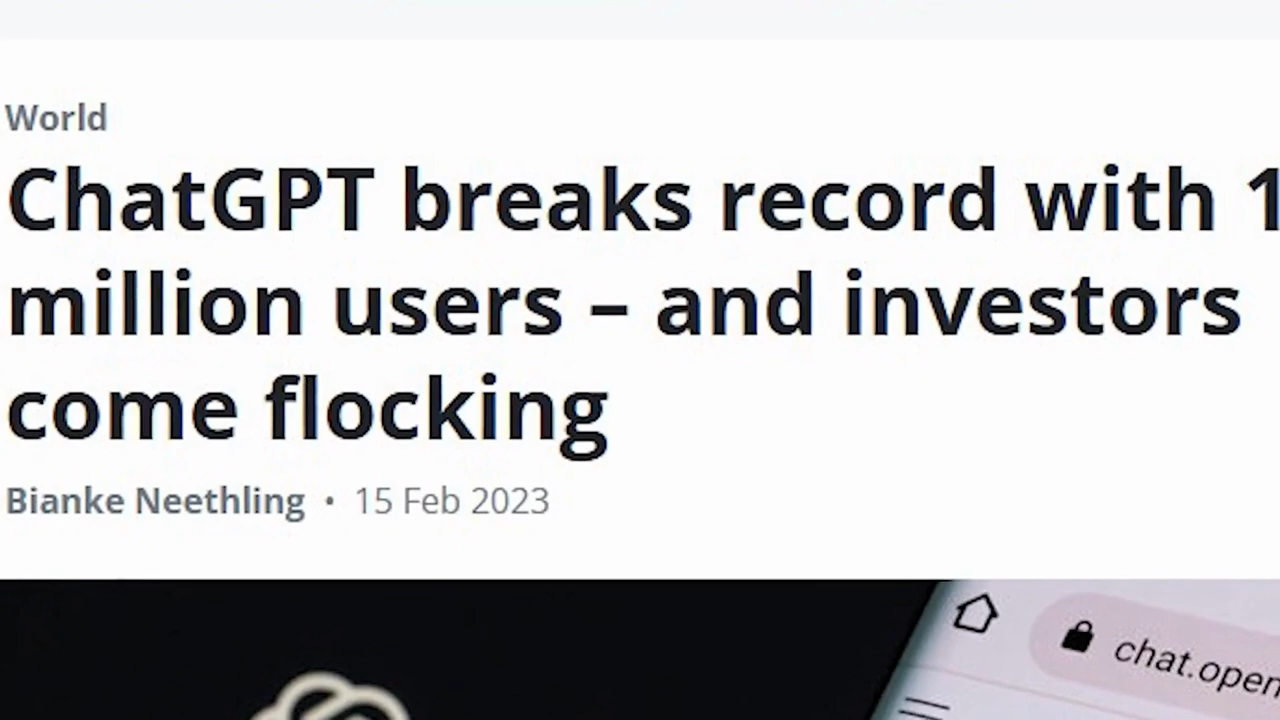 World
ChatGPT breaks record with 1
million users – and investors
come flocking
Bianke Neethling • 15 Feb 2023
chat.open